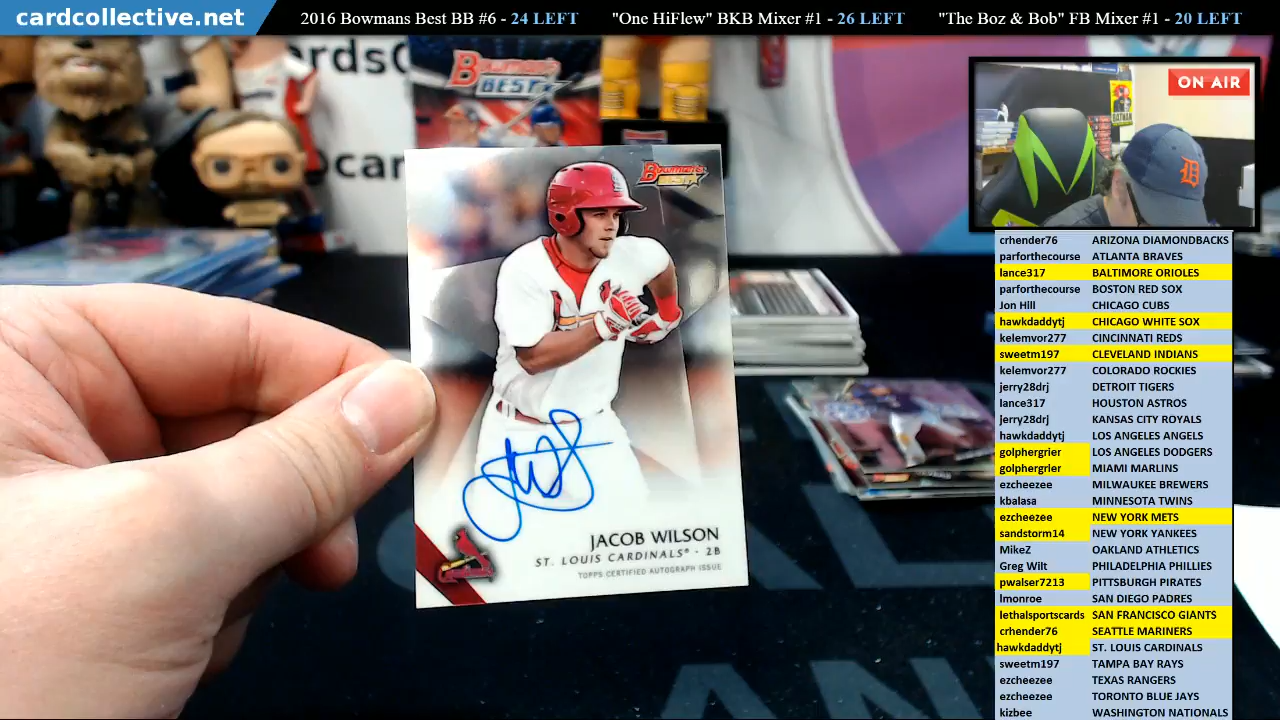 cardcollective.net
2016 Bowmans Best BB #6 - 24 LEFT "One HiFlew" BKB Mixer #1 - 26 LEFT "The Boz & Bob" FB Mixer #1 - 20 LEFT
ON AIR
Bowman's
BEST
Bowman's
BEST
JACOB WILSON
ST. LOUIS CARDINALS® · 2B
TOPPS CERTIFIED AUTOGRAPH ISSUE
crhender76 ARIZONA DIAMONDBACKS
parforthecourse ATLANTA BRAVES
lance317 BALTIMORE ORIOLES
parforthecourse BOSTON RED SOX
Jon Hill CHICAGO CUBS
hawkdaddytj CHICAGO WHITE SOX
kelemvor277 CINCINNATI REDS
sweetm197 CLEVELAND INDIANS
kelemvor277 COLORADO ROCKIES
jerry28drj DETROIT TIGERS
lance317 HOUSTON ASTROS
jerry28drj KANSAS CITY ROYALS
hawkdaddytj LOS ANGELES ANGELS
golphergrier LOS ANGELES DODGERS
golphergrier MIAMI MARLINS
ezcheezee MILWAUKEE BREWERS
kbalasa MINNESOTA TWINS
ezcheezee NEW YORK METS
sandstorm14 NEW YORK YANKEES
MikeZ OAKLAND ATHLETICS
Greg Wilt PHILADELPHIA PHILLIES
pwalser7213 PITTSBURGH PIRATES
lmonroe SAN DIEGO PADRES
lethalsportscards SAN FRANCISCO GIANTS
crhender76 SEATTLE MARINERS
hawkdaddytj ST. LOUIS CARDINALS
sweetm197 TAMPA BAY RAYS
ezcheezee TEXAS RANGERS
ezcheezee TORONTO BLUE JAYS
kizbee WASHINGTON NATIONALS